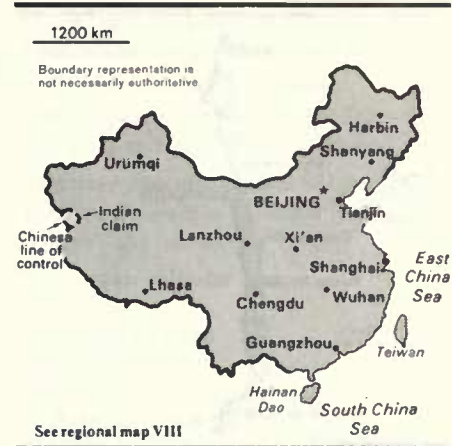 1200 km
Boundary representation is
not necessarily authoritative
Harbin
Shenyang
Ürümqi
BEIJING
Tianjin
Indian
claim
Chinese
line of
control
Lanzhou
Xi'an
Shanghai
East
China
Sea
Lhasa
Chengdu
Wuhan
Guangzhou
Taiwan
Hainan
Dao
South China
Sea
See regional map VIII